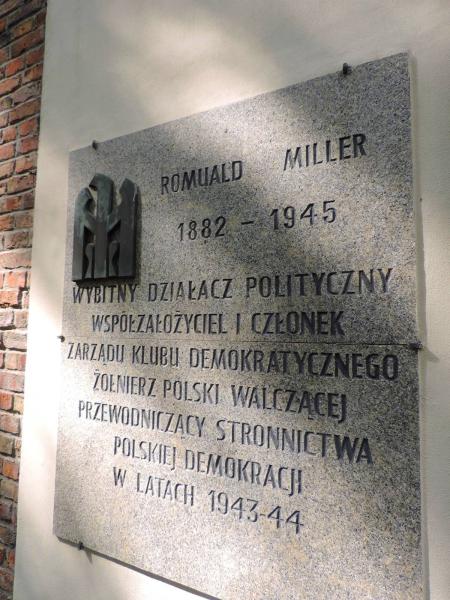 ROMUALD MILLER
1882 - 1945
WYBITNY DZIAŁACZ POLITYCZNY
WSPÓŁZAŁOŻYCIEL I CZŁONEK
ZARZĄDU KLUBU DEMOKRATYCZNEGO
ŻOŁNIERZ POLSKI WALCZĄCEJ
PRZEWODNICZĄCY STRONNICTWA
POLSKIEJ DEMOKRACJI
W LATACH 1943-44